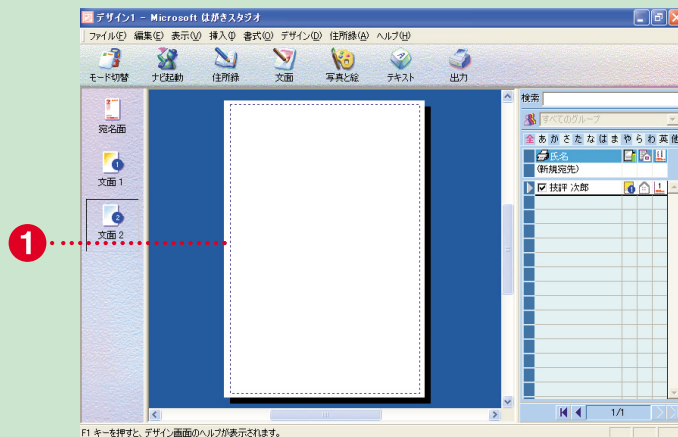 デザイン1 - Microsoft はがきスタジオ
ファイル(F) 編集(E) 表示(V) 挿入(I) 書式(O) デザイン(D) 住所録(A) ヘルプ(H)
モード切替 ナビ起動 住所録 文面 写真と絵 テキスト 出力
宛名面
文面 1
文面 2
1
検索
すべてのグループ
全 あ か さ た な は ま や ら わ 英 他
氏名
(新規宛先)
技評 次郎
1/1
F1 キーを押すと、デザイン画面のヘルプが表示されます。